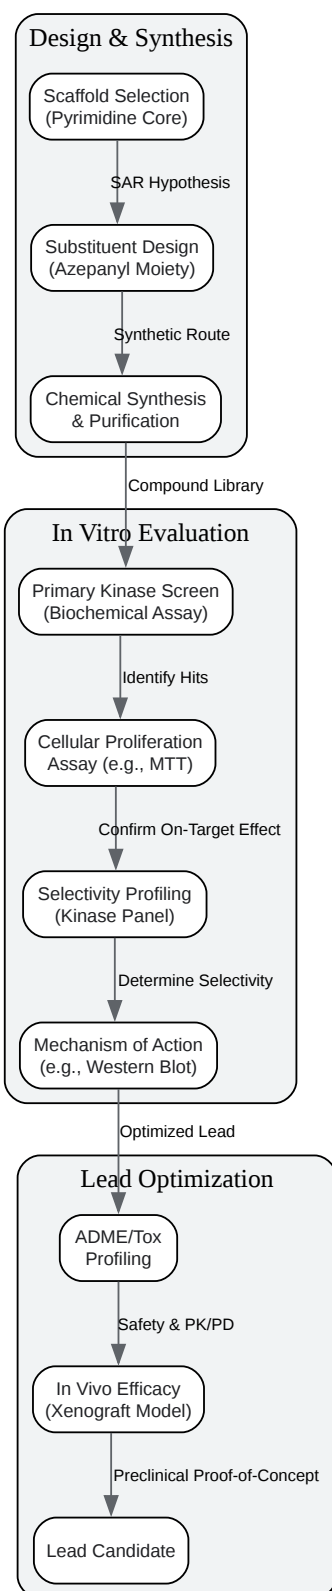 Design & Synthesis
Scaffold Selection
(Pyrimidine Core)
SAR Hypothesis
Substituent Design
(Azepanyl Moiety)
Synthetic Route
Chemical Synthesis
& Purification
Compound Library
In Vitro Evaluation
Primary Kinase Screen
(Biochemical Assay)
Identify Hits
Cellular Proliferation
Assay (e.g., MTT)
Confirm On-Target Effect
Selectivity Profiling
(Kinase Panel)
Determine Selectivity
Mechanism of Action
(e.g., Western Blot)
Optimized Lead
Lead Optimization
ADME/Tox
Profiling
Safety & PK/PD
In Vivo Efficacy
(Xenograft Model)
Preclinical Proof-of-Concept
Lead Candidate